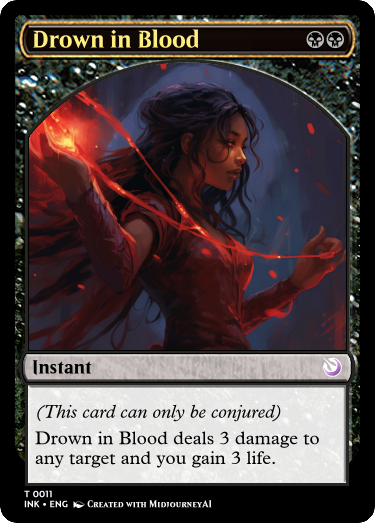 Drown in Blood
Instant
(This card can only be conjured)
Drown in Blood deals 3 damage to
any target and you gain 3 life.
T 0011
INK • ENG Created with MidjourneyAI